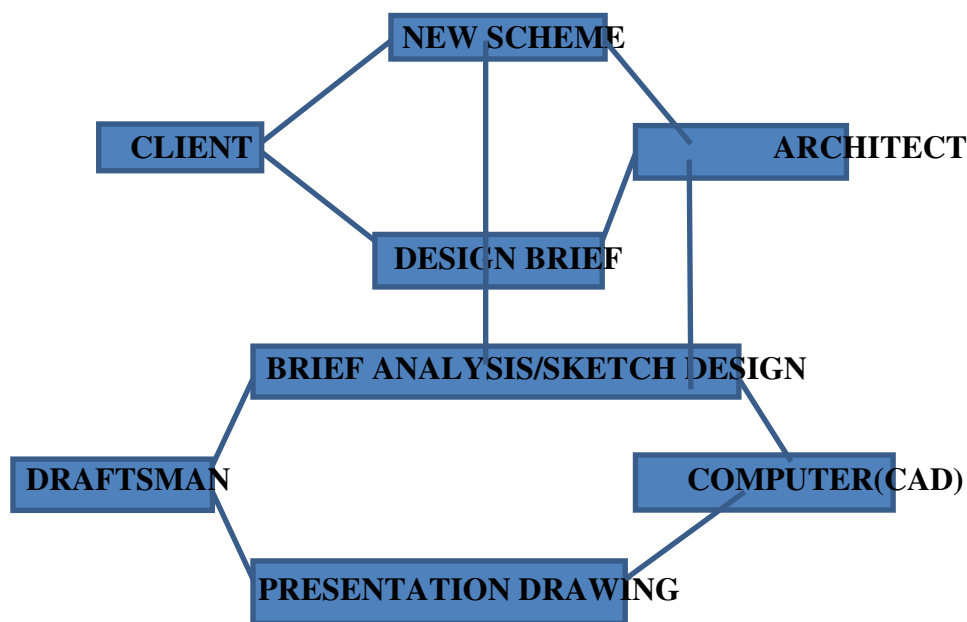 NEW SCHEME
CLIENT
ARCHITECT
DESIGN BRIEF
BRIEF ANALYSIS/SKETCH DESIGN
DRAFTSMAN
COMPUTER(CAD)
PRESENTATION DRAWING